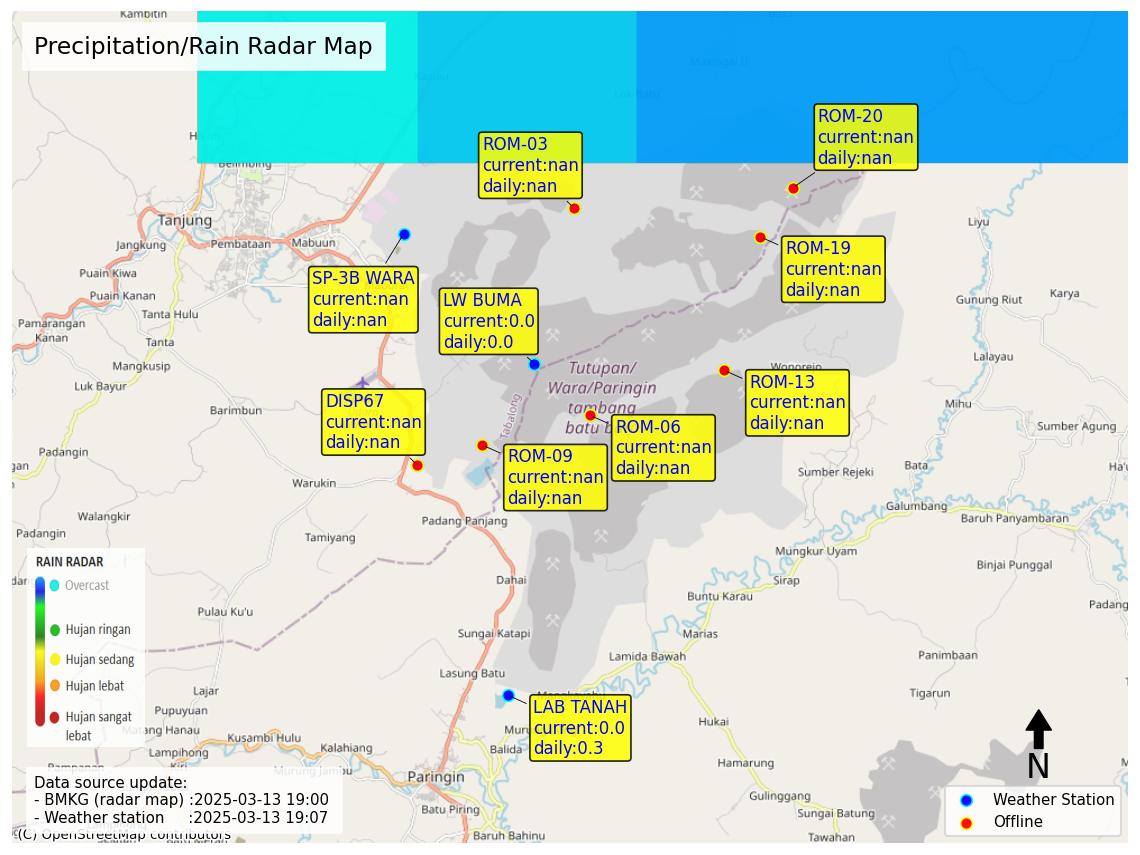 Kambitin
Precipitation/Rain Radar Map
ROM-20
current:nan
daily:nan
ROM-03
current:nan
daily:nan
Belimbing
Tanjung
Liyu
Jangkung
Pembataan
Mabuun
ROM-19
current:nan
daily:nan
Puain Kiwa
SP-3B WARA
current:nan
daily:nan
Puain Kanan
LW BUMA
current:0.0
daily:0.0
Gunung Riut
Karya
Tanta Hulu
Pamarangan
Kanan
Tanta
Lalayau
Mangkusip
Tutupan/
Wara/Paringin
tambang
batu b
Wonorejo
Luk Bayur
ROM-13
current:nan
daily:nan
DISP67
current:nan
daily:nan
Barimbun
Tabalong
Mihu
ROM-06
current:nan
daily:nan
Sumber Agung
Padangin
ROM-09
current:nan
daily:nan
Bata
Sumber Rejeki
Warukin
Galumbang
Walangkir
Padang Panjang
Baruh Panyambaran
Padangin
Tamiyang
Mungkur Uyam
Binjai Punggal
RAIN RADAR
Overcast
Hujan ringan
Hujan sedang
Hujan lebat
Hujan sangat
lebat
Dahai
Sirap
Buntu Karau
Pulau Ku'u
Padang
Sungai Katapi
Marias
Lamida Bawah
Panimbaan
Lasung Batu
Lajar
Tigarun
Pupuyuan
LAB TANAH
current:0.0
daily:0.3
Hukai
Matang Hanau
Kusambi Hulu
Kalahiang
Balida
Lampihong
Hamarung
N
Murung Jambu
Paringin
Data source update:
- BMKG (radar map) :2025-03-13 19:00
- Weather station :2025-03-13 19:07
Gulinggang
Weather Station
Offline
Batu Piring
Sungai Batung
Baruh Bahinu
Tawahan
(C) OpenStreetMap contributors